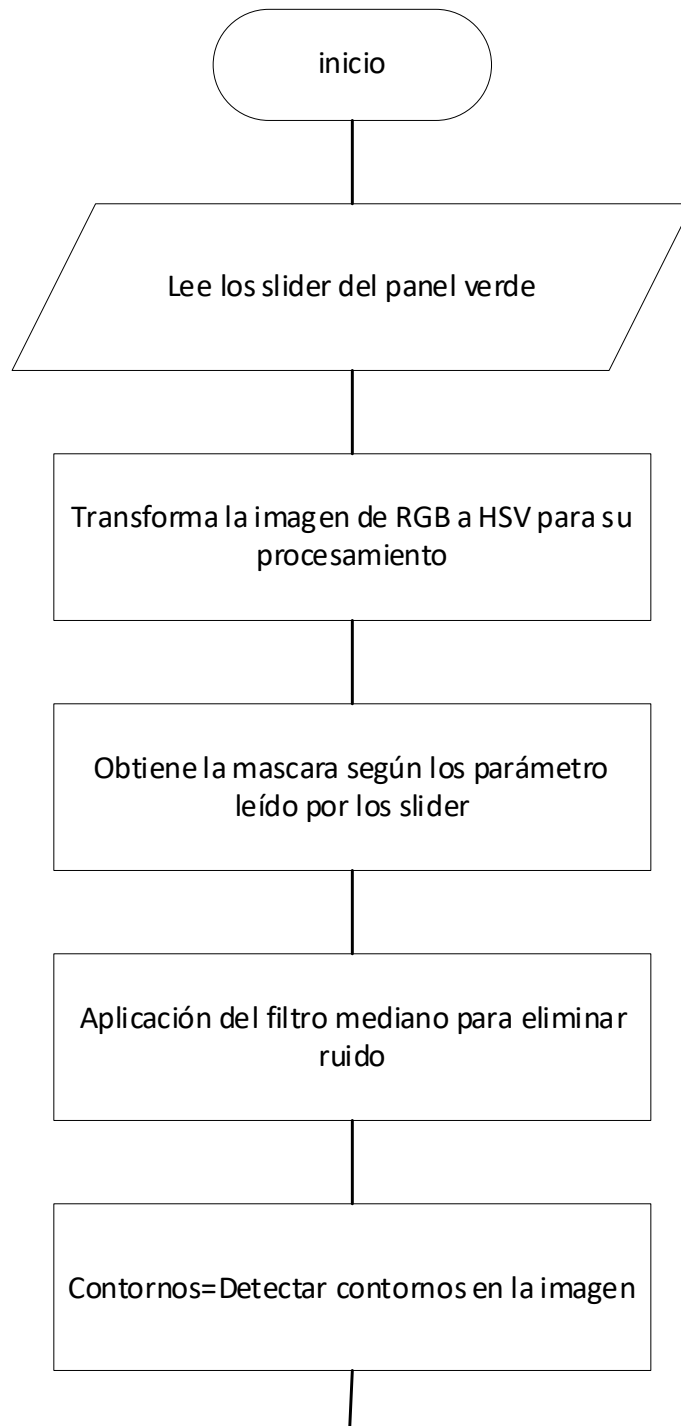 inicio
Lee los slider del panel verde
Transforma la imagen de RGB a HSV para su
procesamiento
Obtiene la mascara según los parámetro
leído por los slider
Aplicación del filtro mediano para eliminar
ruido
Contornos=Detectar contornos en la imagen